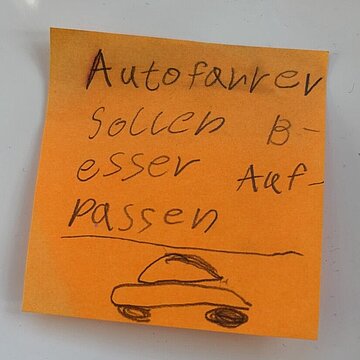 Autofahrer
sollen B-
esser Auf-
passen